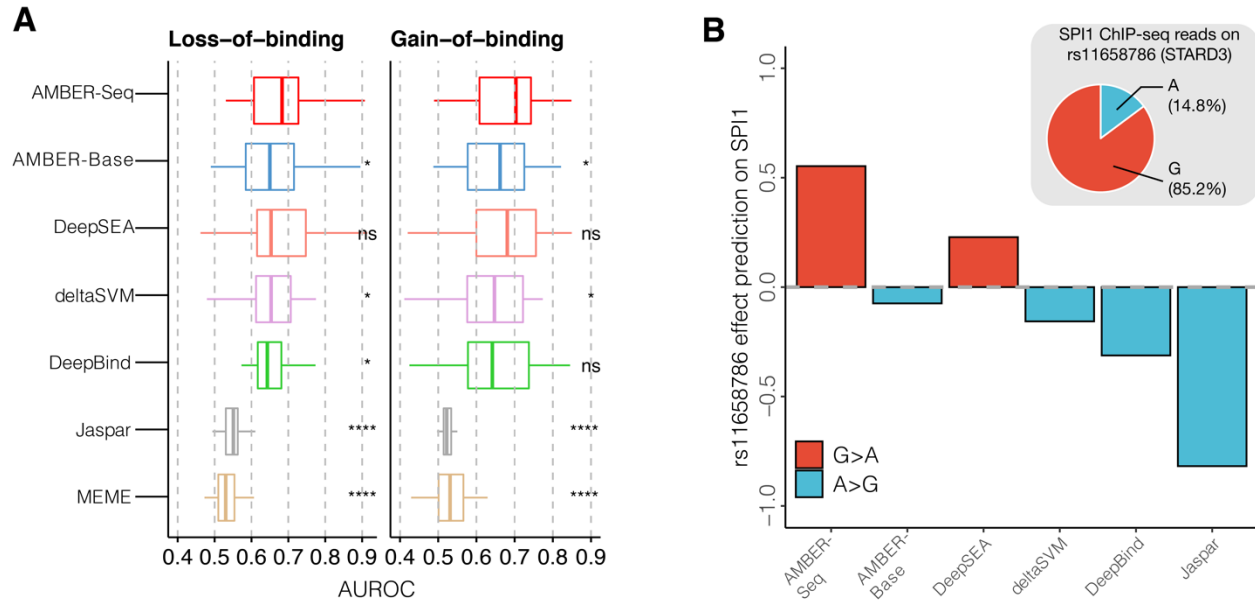 A
Loss-of-binding
Gain-of-binding
AMBER-Seq
AMBER-Base
* *
DeepSEA
ns ns
deltaSVM
* *
DeepBind
* ns
Jaspar
**** ****
MEME
**** ****
0.4 0.5 0.6 0.7 0.8 0.9 0.4 0.5 0.6 0.7 0.8 0.9
AUROC
B
SPI1 ChIP-seq reads on
rs11658786 (STARD3)
A
(14.8%)
G
(85.2%)
rs11658786 effect prediction on SPI1
1.0
0.5
0.0
-0.5
-1.0
G>A
A>G
AMBER-
Seq
AMBER-
Base
DeepSEA
deltaSVM
DeepBind
Jaspar